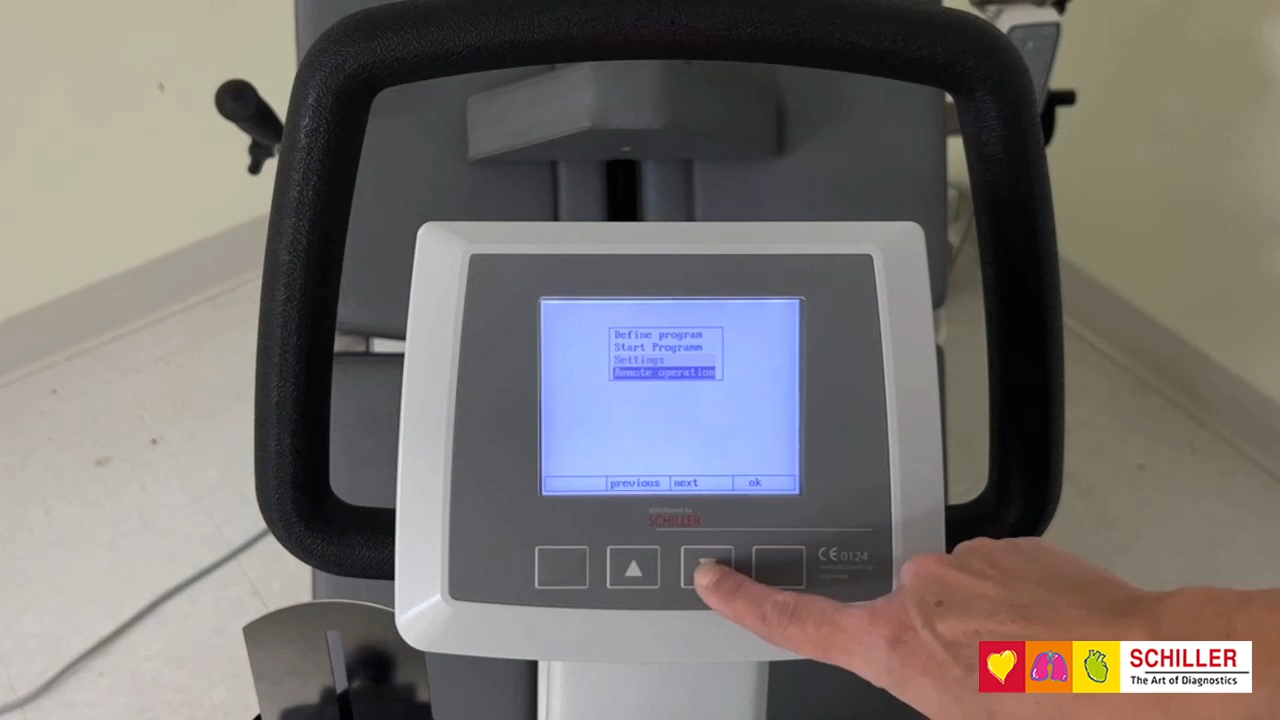 Define program
Start Programm
Settings
Remote operation
previous next ok
distributed by
SCHILLER
CE 0124
SCHILLER
The Art of Diagnostics